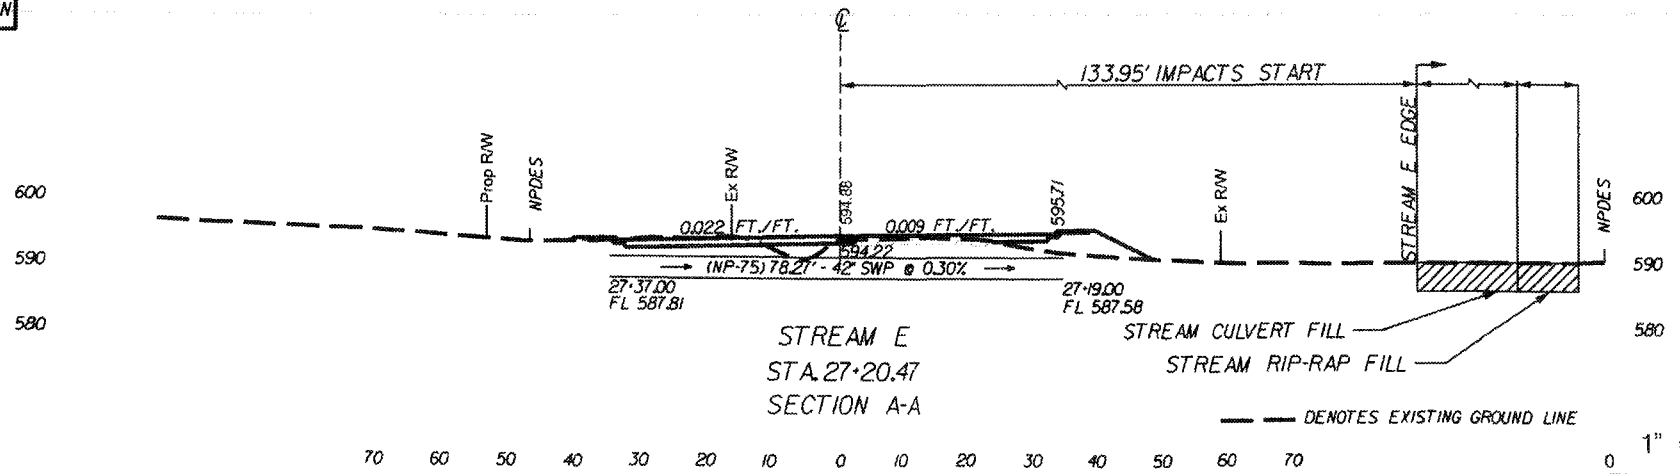 N
℄
133.95' IMPACTS START
STREAM E EDGE
Prop R/W
NPDES
Ex R/W
594.88
595.71
Ex R/W
NPDES
600
600
0.022 FT./FT.
0.009 FT./FT.
594.22
590
590
(NP-75) 78.27' - 42" SWP @ 0.30%
27+37.00
FL 587.81
27+19.00
FL 587.58
580
580
STREAM CULVERT FILL
STREAM RIP-RAP FILL
STREAM E
STA. 27+20.47
SECTION A-A
DENOTES EXISTING GROUND LINE
1"
70 60 50 40 30 20 10 0 10 20 30 40 50 60 70 0